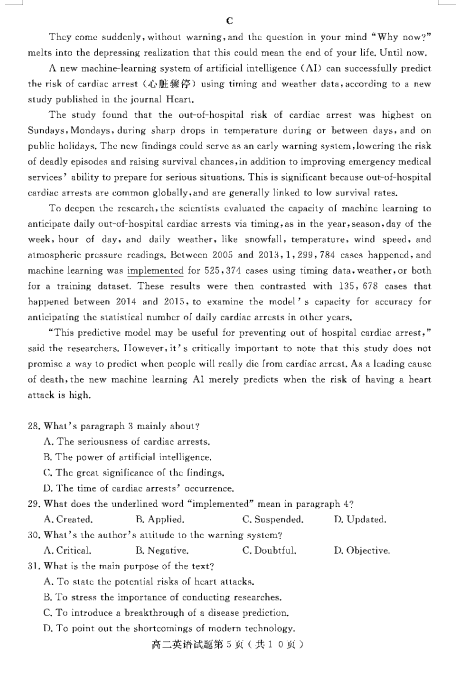 C
They come suddenly, without warning, and the question in your mind "Why now?"
melts into the depressing realization that this could mean the end of your life. Until now.
A new machine-learning system of artificial intelligence (AI) can successfully predict
the risk of cardiac arrest (心脏骤停) using timing and weather data, according to a new
study published in the journal Heart.
The study found that the out-of-hospital risk of cardiac arrest was highest on
Sundays, Mondays, during sharp drops in temperature during or between days, and on
public holidays. The new findings could serve as an early warning system, lowering the risk
of deadly episodes and raising survival chances, in addition to improving emergency medical
services' ability to prepare for serious situations. This is significant because out-of-hospital
cardiac arrests are common globally, and are generally linked to low survival rates.
To deepen the research, the scientists evaluated the capacity of machine learning to
anticipate daily out-of-hospital cardiac arrests via timing, as in the year, season, day of the
week, hour of day, and daily weather, like snowfall, temperature, wind speed, and
atmospheric pressure readings. Between 2005 and 2013, 1, 299, 784 cases happened, and
machine learning was implemented for 525, 374 cases using timing data, weather, or both
for a training dataset. These results were then contrasted with 135, 678 cases that
happened between 2014 and 2015, to examine the model's capacity for accuracy for
anticipating the statistical number of daily cardiac arrests in other years.
"This predictive model may be useful for preventing out of hospital cardiac arrest,"
said the researchers. However, it's critically important to note that this study does not
promise a way to predict when people will really die from cardiac arrest. As a leading cause
of death, the new machine learning AI merely predicts when the risk of having a heart
attack is high.
28. What's paragraph 3 mainly about?
A. The seriousness of cardiac arrests.
B. The power of artificial intelligence.
C. The great significance of the findings.
D. The time of cardiac arrests' occurrence.
29. What does the underlined word "implemented" mean in paragraph 4?
A. Created. B. Applied. C. Suspended. D. Updated.
30. What's the author's attitude to the warning system?
A. Critical. B. Negative. C. Doubtful. D. Objective.
31. What is the main purpose of the text?
A. To state the potential risks of heart attacks.
B. To stress the importance of conducting researches.
C. To introduce a breakthrough of a disease prediction.
D. To point out the shortcomings of modern technology.
高二英语试题第5页(共10页)